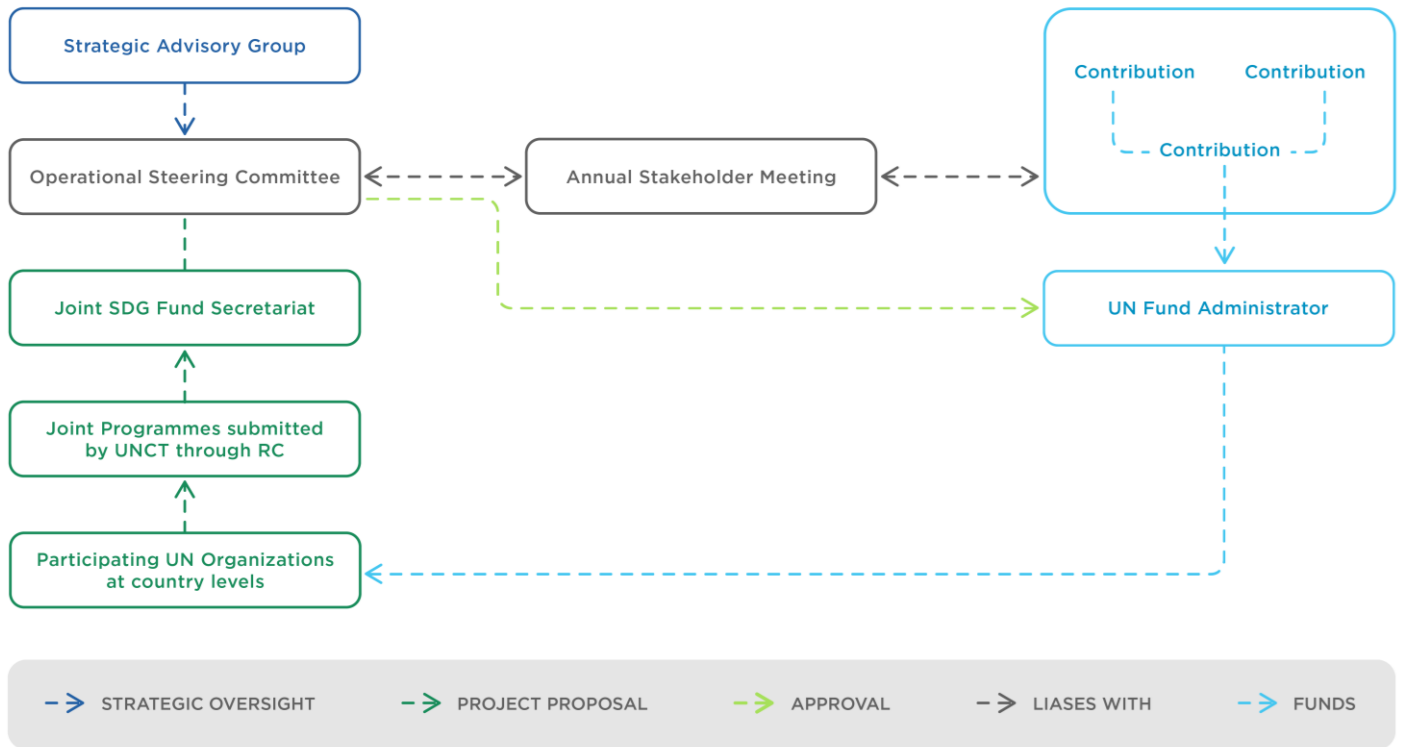 Strategic Advisory Group
Contribution
Contribution
Contribution
Operational Steering Committee
Annual Stakeholder Meeting
Joint SDG Fund Secretariat
UN Fund Administrator
Joint Programmes submitted
by UNCT through RC
Participating UN Organizations
at country levels
STRATEGIC OVERSIGHT
PROJECT PROPOSAL
APPROVAL
LIASES WITH
FUNDS